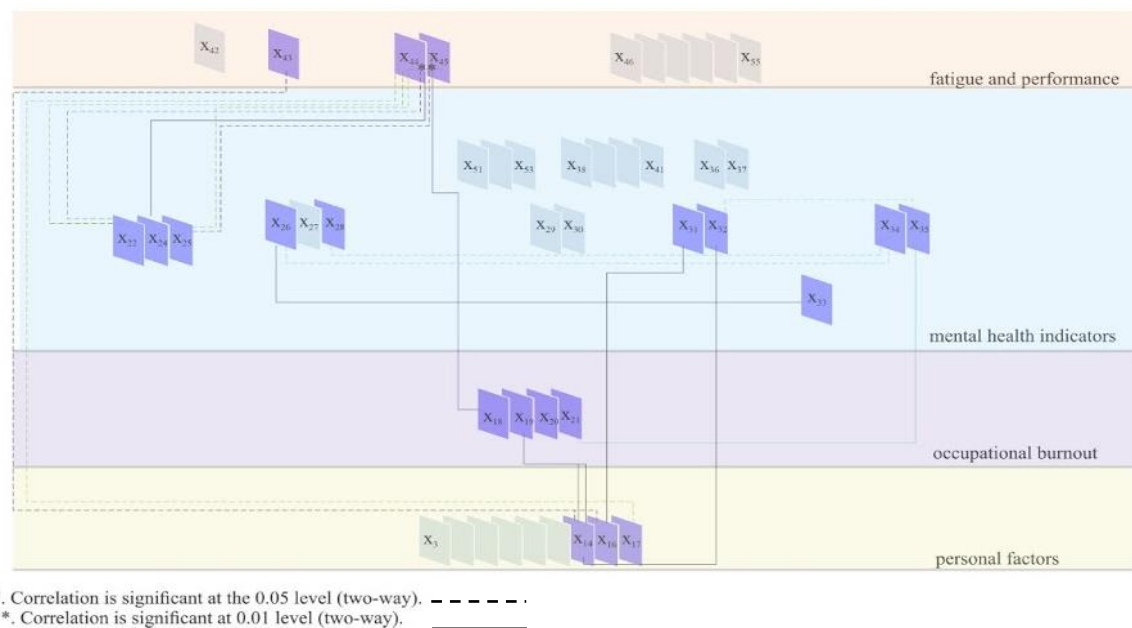 X42 X43 X44 X45 X46 X55
**
fatigue and performance
X51 X53 X38 X41 X36 X37
X22 X24 X25 X26 X27 X28 X29 X30 X31 X32 X34 X35
X33
mental health indicators
X18 X19 X20 X21
occupational burnout
X3 X14 X16 X17
personal factors
. Correlation is significant at the 0.05 level (two-way).
*. Correlation is significant at 0.01 level (two-way).